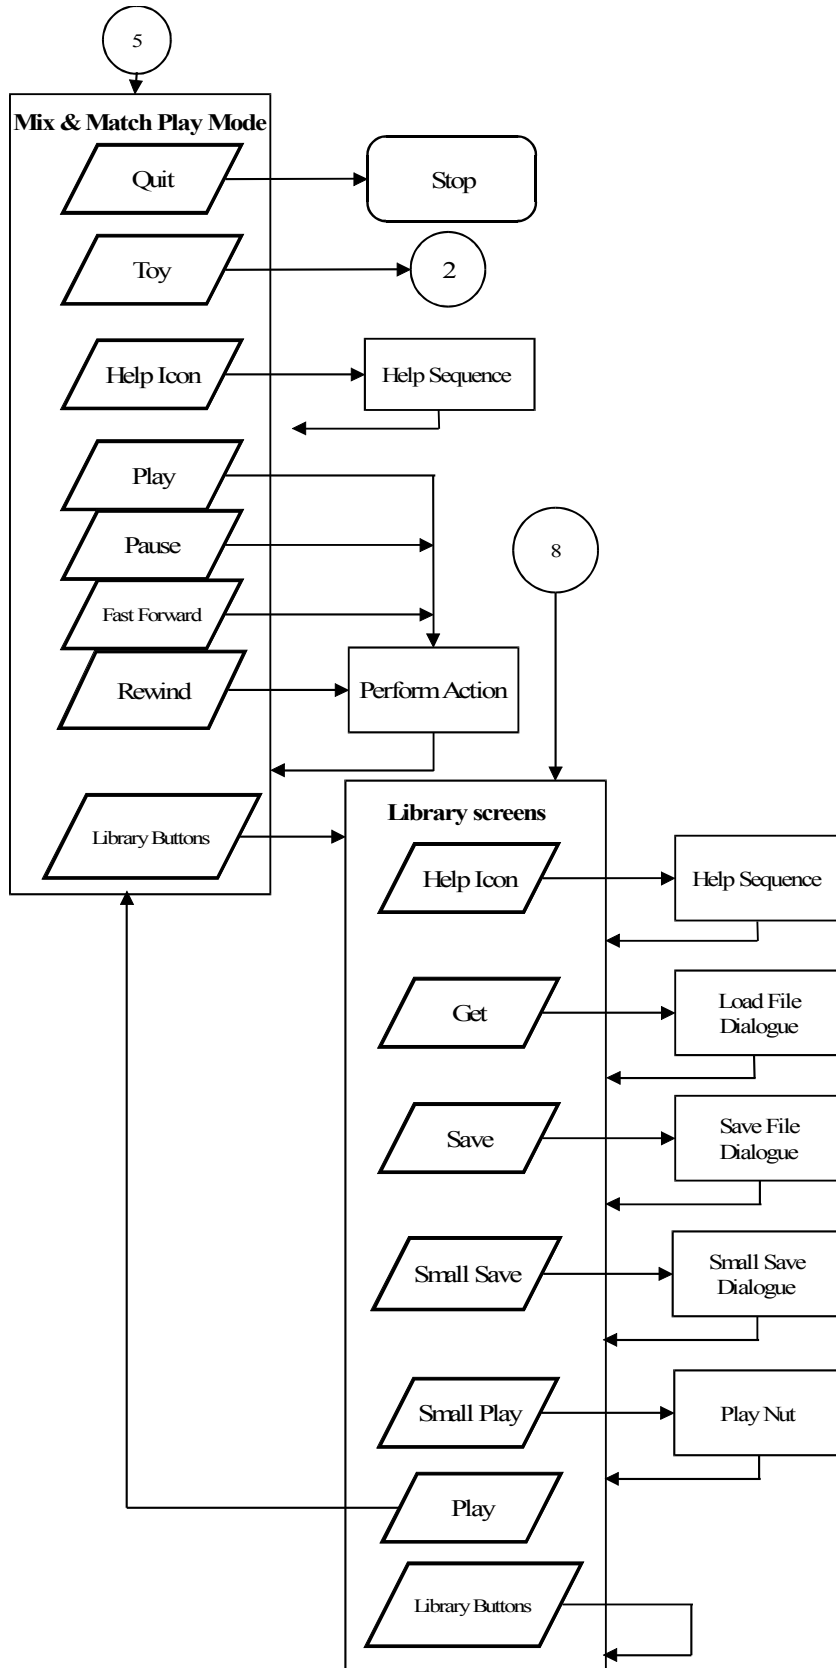 5
Mix & Match Play Mode
Quit
Stop
Toy
2
Help Icon
Help Sequence
Play
Pause
8
Fast Forward
Rewind
Perform Action
Library Buttons
Library screens
Help Icon
Help Sequence
Get
Load File
Dialogue
Save
Save File
Dialogue
Small Save
Small Save
Dialogue
Small Play
Play Nut
Play
Library Buttons